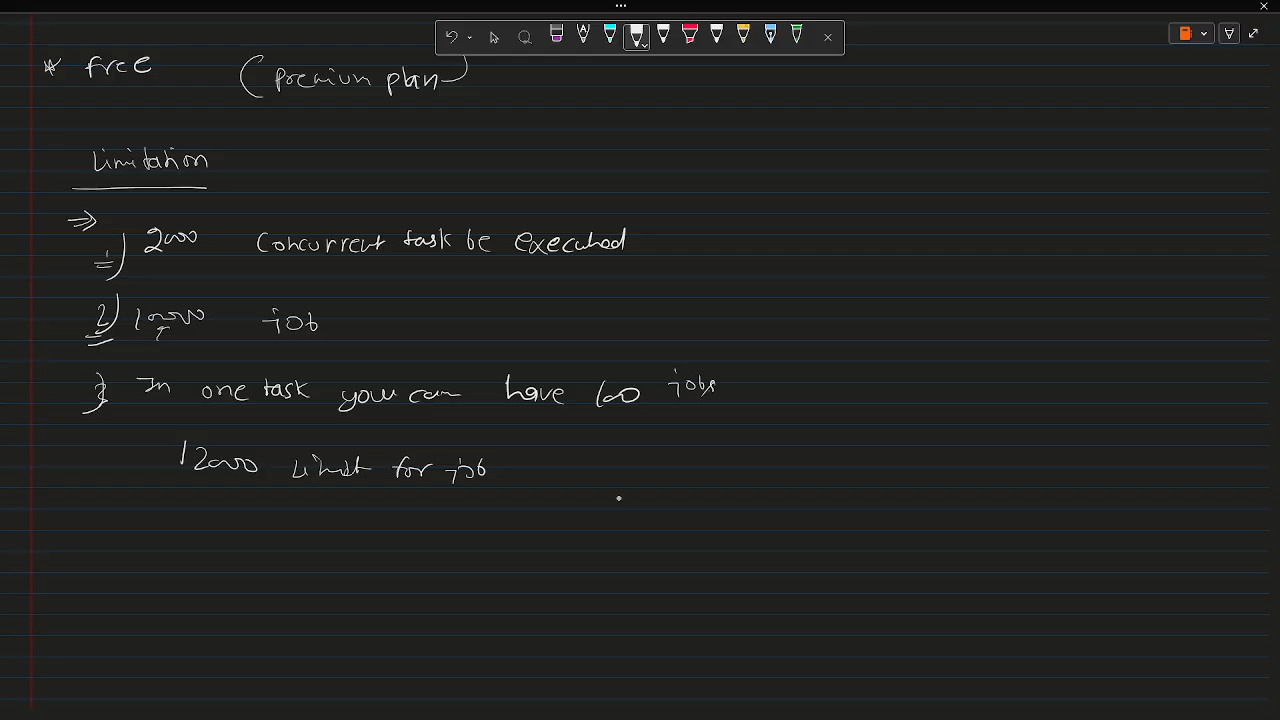 * free (premium plan)
Limitation
⇒
1) 2000 concurrent task be executed
2) 10000 job
3 In one task you can have 100 jobs
12000 Limit for job